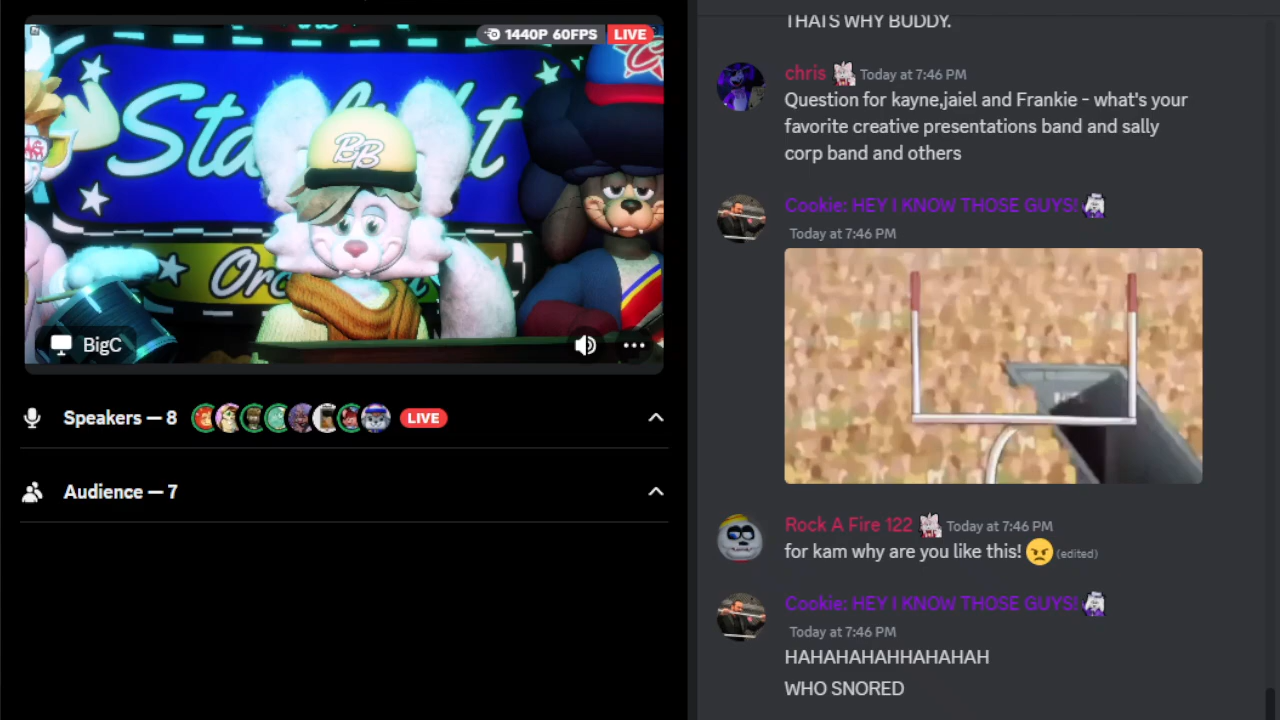 1440P 60FPS
LIVE
Sta
t
BB
Orc
BigC
Speakers — 8
LIVE
Audience — 7
THATS WHY BUDDY.
chris Today at 7:46 PM
Question for kayne,jaiel and Frankie - what's your
favorite creative presentations band and sally
corp band and others
Cookie: HEY I KNOW THOSE GUYS!
Today at 7:46 PM
Rock A Fire 122 Today at 7:46 PM
for kam why are you like this! 😠 (edited)
Cookie: HEY I KNOW THOSE GUYS!
Today at 7:46 PM
HAHAHAHAHHAHAHAH
WHO SNORED